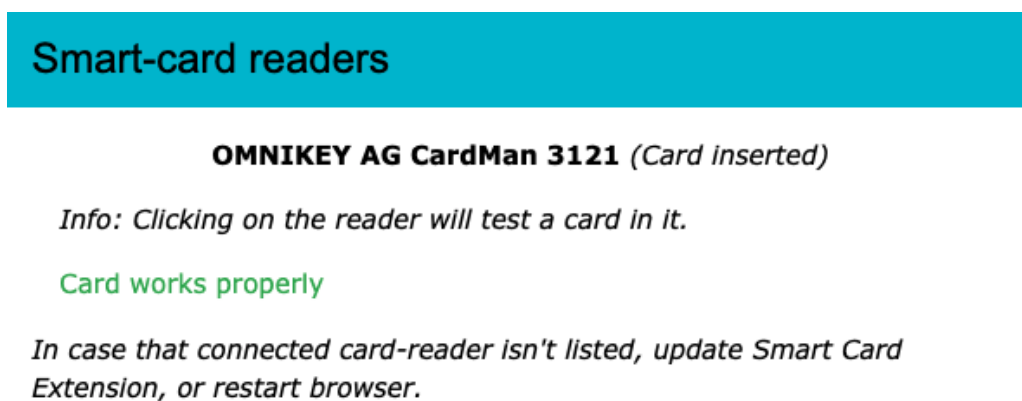 Smart-card readers
OMNIKEY AG CardMan 3121 (Card inserted)
Info: Clicking on the reader will test a card in it.
Card works properly
In case that connected card-reader isn't listed, update Smart Card
Extension, or restart browser.